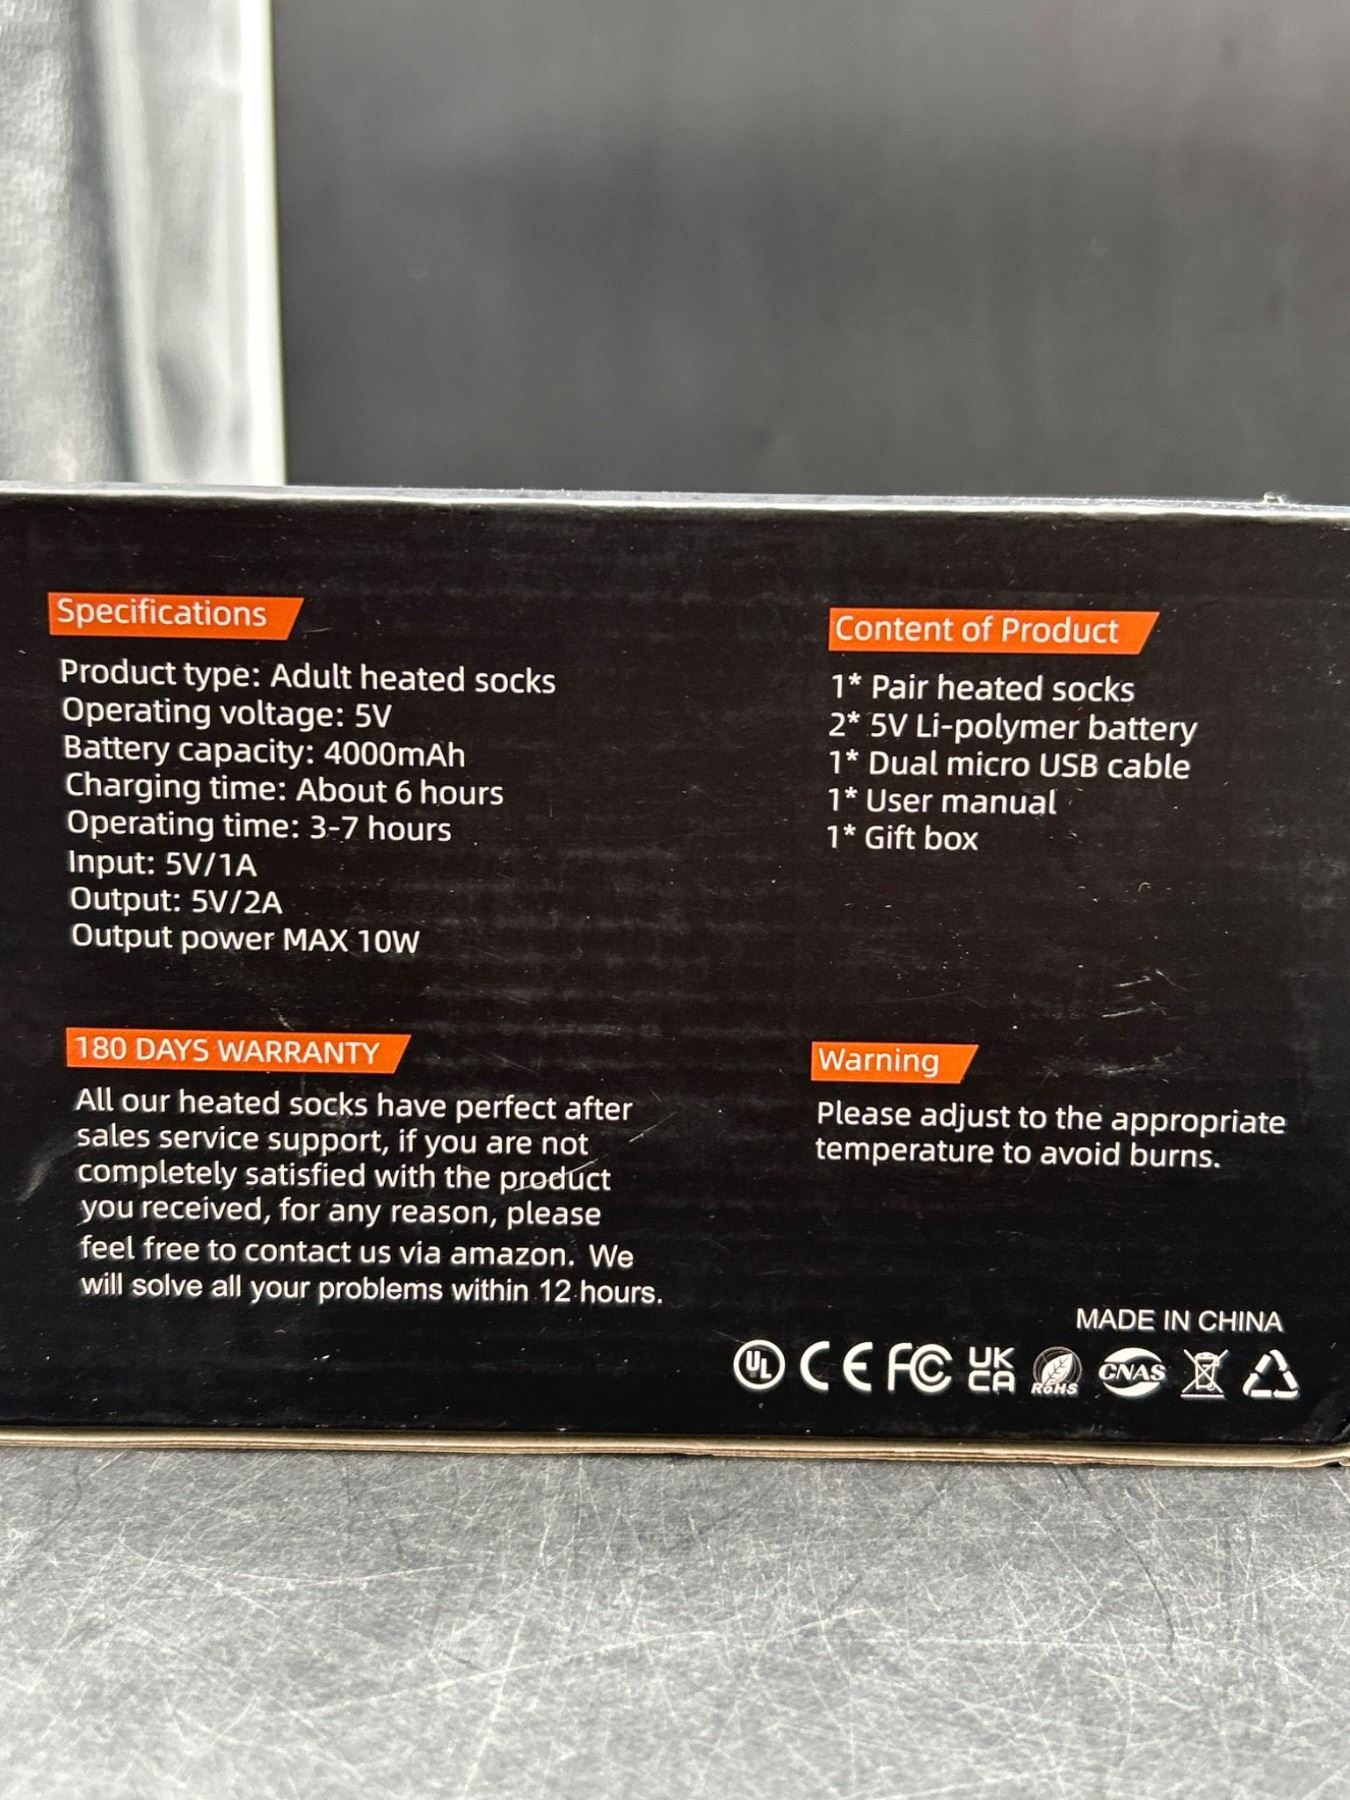 Specifications
Product type: Adult heated socks
Operating voltage: 5V
Battery capacity: 4000mAh
Charging time: About 6 hours
Operating time: 3-7 hours
Input: 5V/1A
Output: 5V/2A
Output power MAX 10W
Content of Product
1* Pair heated socks
2* 5V Li-polymer battery
1* Dual micro USB cable
1* User manual
1* Gift box
180 DAYS WARRANTY
All our heated socks have perfect after
sales service support, if you are not
completely satisfied with the product
you received, for any reason, please
feel free to contact us via amazon. We
will solve all your problems within 12 hours.
Warning
Please adjust to the appropriate
temperature to avoid burns.
MADE IN CHINA
UL CE FC UK CA RoHS CNAS